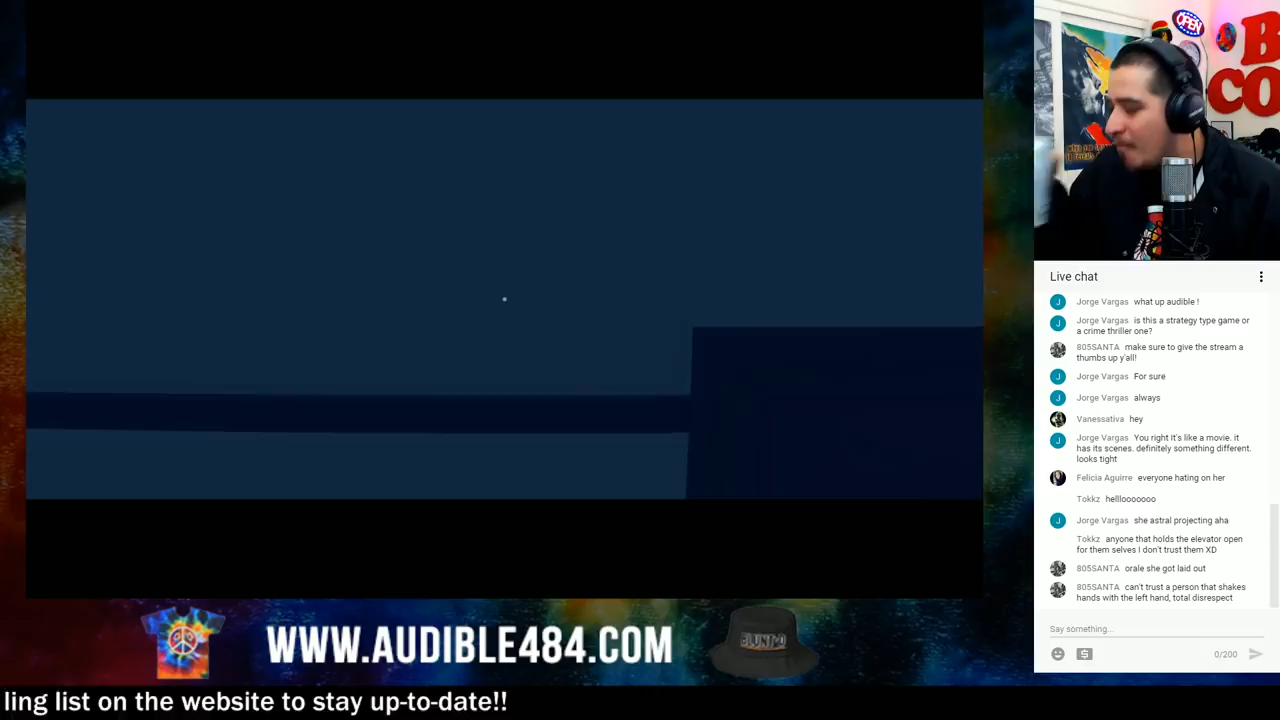 OPEN
B
CO
Live chat
Jorge Vargas what up audible !
Jorge Vargas is this a strategy type game or
a crime thriller one?
805SANTA make sure to give the stream a
thumbs up y'all!
Jorge Vargas For sure
Jorge Vargas always
Vanessativa hey
Jorge Vargas You right It's like a movie. it
has its scenes. definitely something different.
looks tight
Felicia Aguirre everyone hating on her
Tokkz hellooooooo
Jorge Vargas she astral projecting aha
Tokkz anyone that holds the elevator open
for them selves I don't trust them XD
805SANTA orale she got laid out
805SANTA can't trust a person that shakes
hands with the left hand, total disrespect
Say something...
0/200
WWW.AUDIBLE484.COM
ling list on the website to stay up-to-date!!